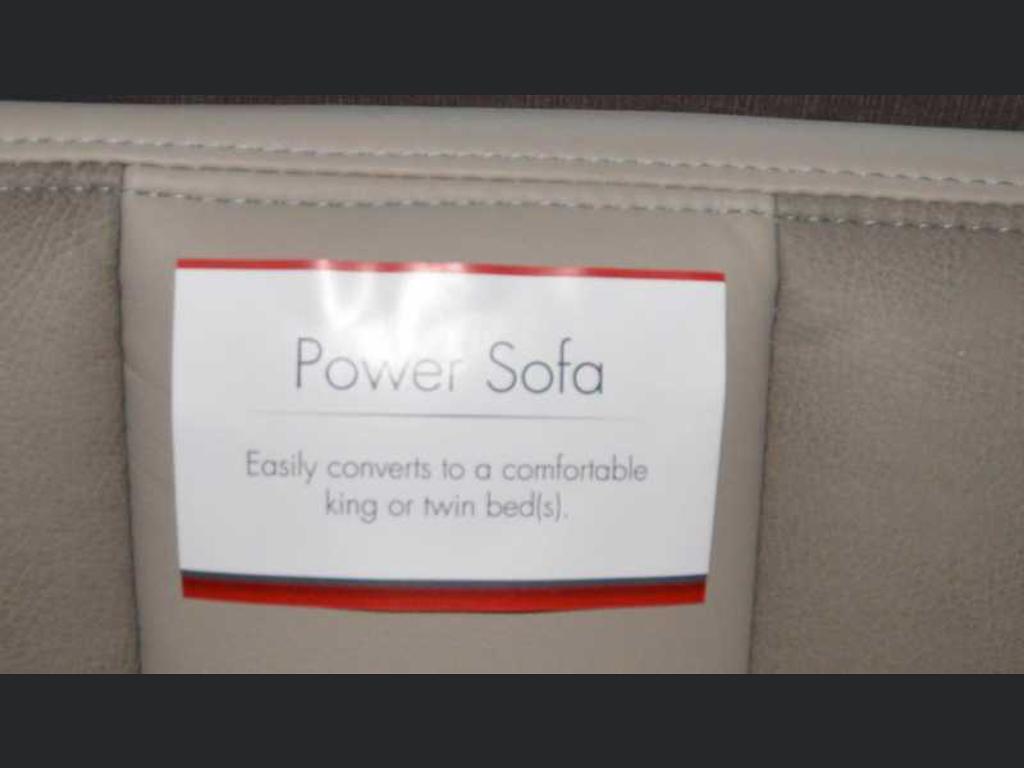 Power Sofa
Easily converts to a comfortable
king or twin bed(s).